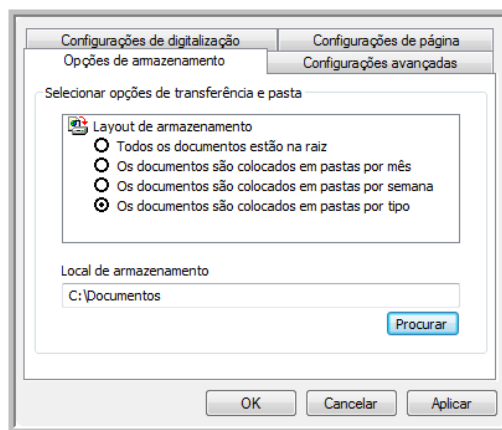 Configurações de digitalização
Configurações de página
Opções de armazenamento
Configurações avançadas
Selecionar opções de transferência e pasta
Layout de armazenamento
Todos os documentos estão na raiz
Os documentos são colocados em pastas por mês
Os documentos são colocados em pastas por semana
Os documentos são colocados em pastas por tipo
Local de armazenamento
C:\Documentos
Procurar
OK
Cancelar
Aplicar